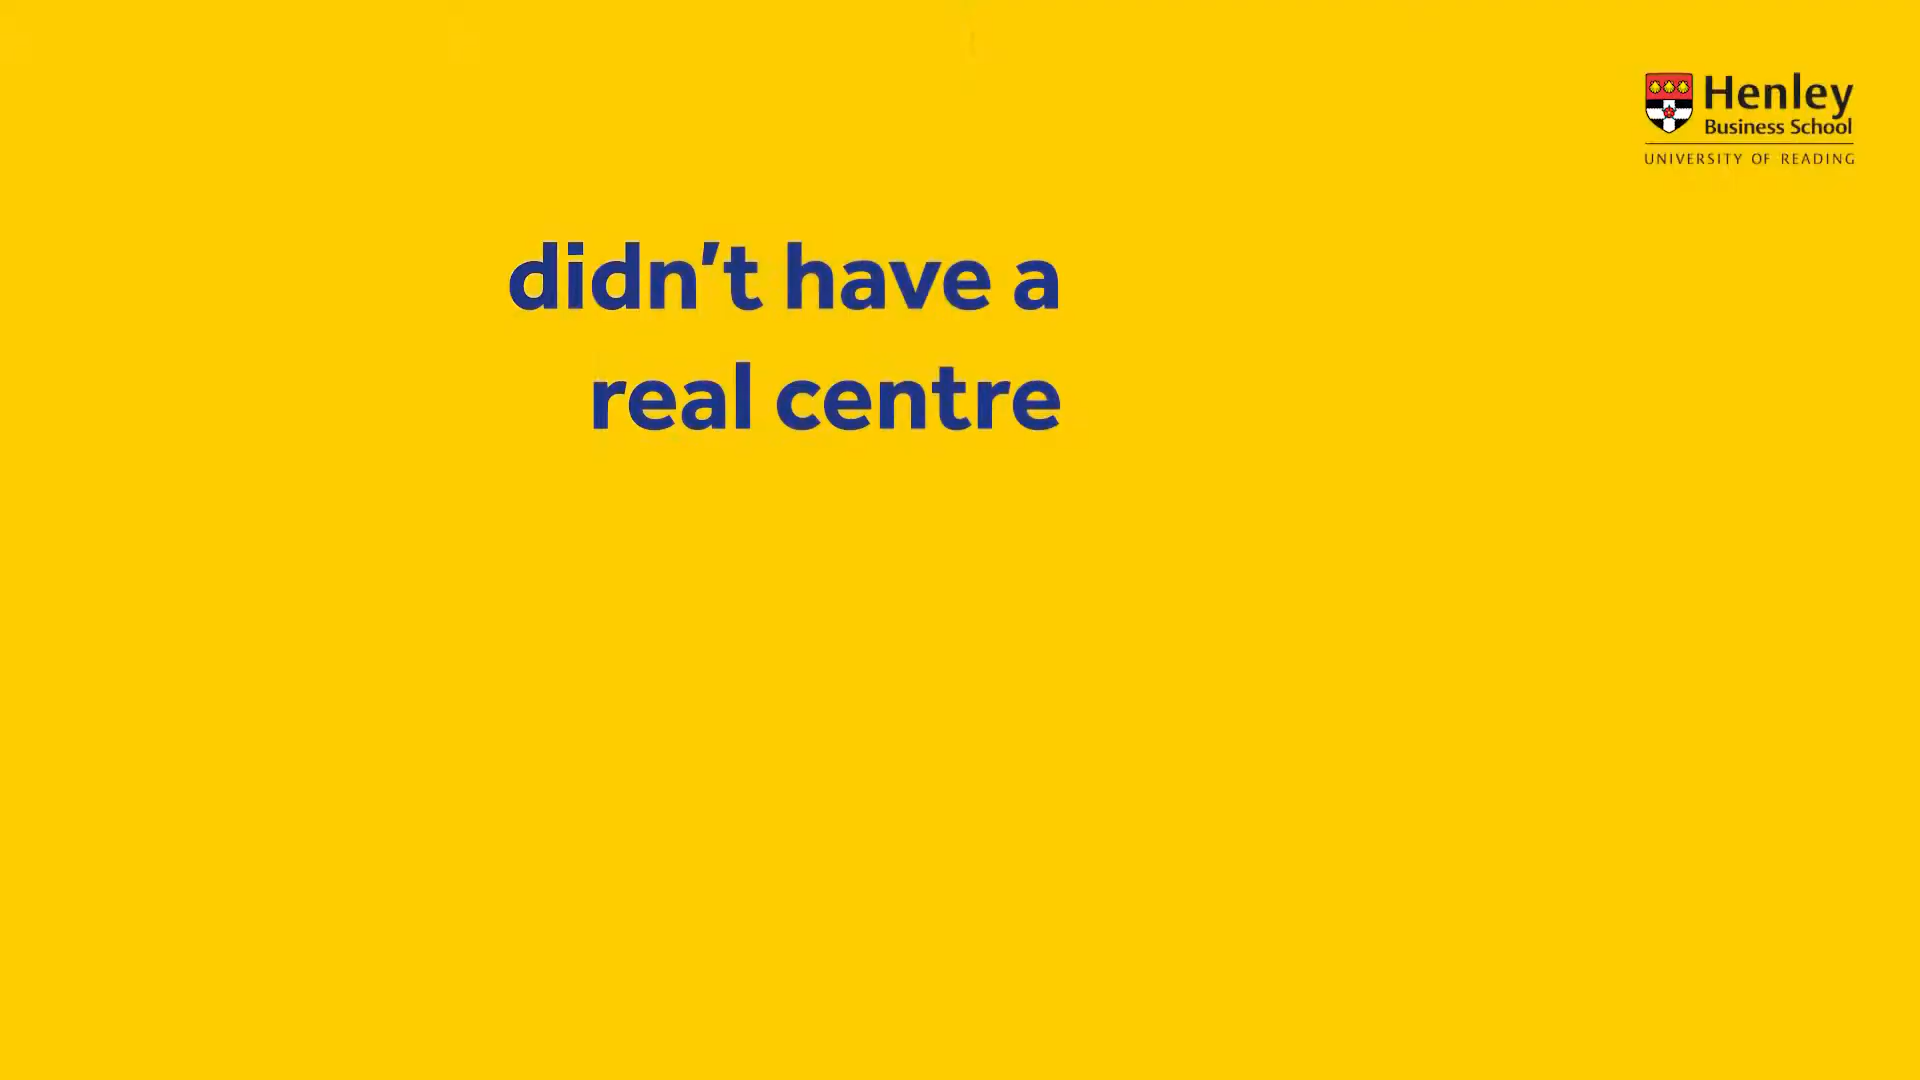 Henley
Business School
UNIVERSITY OF READING
didn't have a
real centre